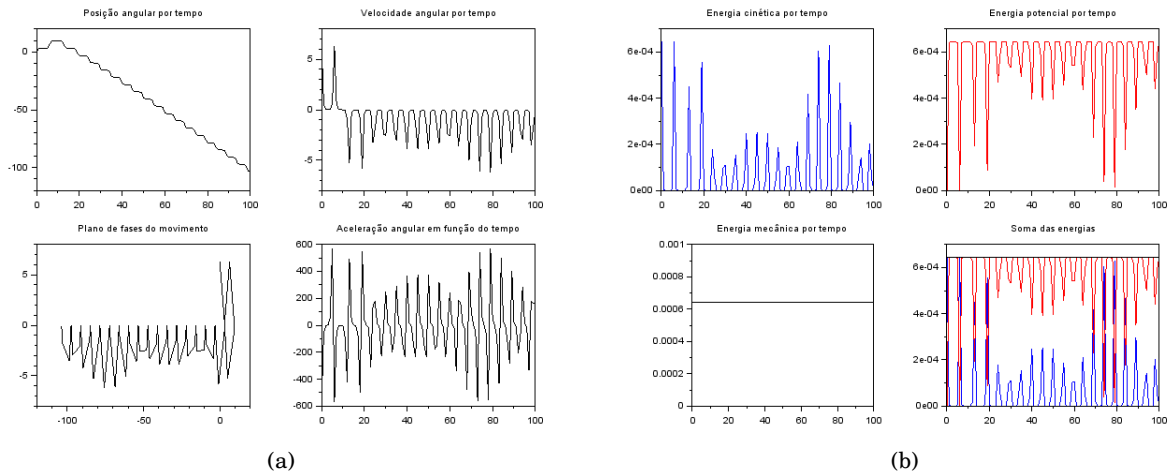 Posição angular por tempo
0
-50
-100
0 20 40 60 80 100
Velocidade angular por tempo
5
0
-5
0 20 40 60 80 100
Plano de fases do movimento
5
0
-5
-100 -50 0
Aceleração angular em função do tempo
600
400
200
0
-200
-400
-600
0 20 40 60 80 100
(a)
Energia cinética por tempo
6e-04
4e-04
2e-04
0e00
0 20 40 60 80 100
Energia potencial por tempo
6e-04
4e-04
2e-04
0e00
0 20 40 60 80 100
Energia mecânica por tempo
0.001
0.0008
0.0006
0.0004
0.0002
0
0 20 40 60 80 100
Soma das energias
6e-04
4e-04
2e-04
0e00
0 20 40 60 80 100
(b)